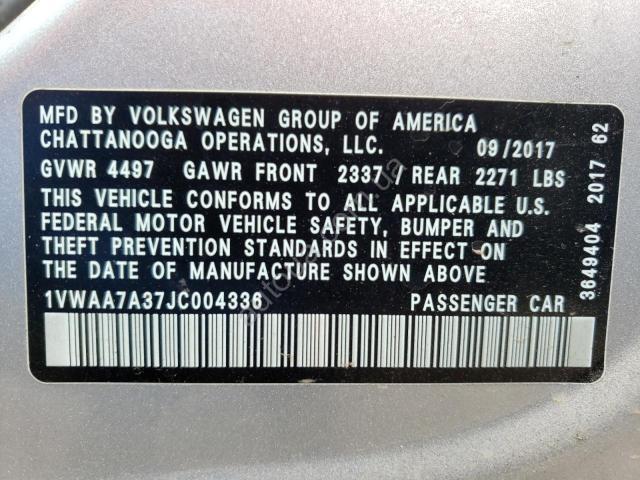 MFD BY VOLKSWAGEN GROUP OF AMERICA
CHATTANOOGA OPERATIONS, LLC. 09/2017
GVWR 4497 GAWR FRONT 2337 / REAR 2271 LBS
THIS VEHICLE CONFORMS TO ALL APPLICABLE U.S.
FEDERAL MOTOR VEHICLE SAFETY, BUMPER AND
THEFT PREVENTION STANDARDS IN EFFECT ON
THE DATE OF MANUFACTURE SHOWN ABOVE
1VWAA7A37JC004336 PASSENGER CAR
3649404 2017 62